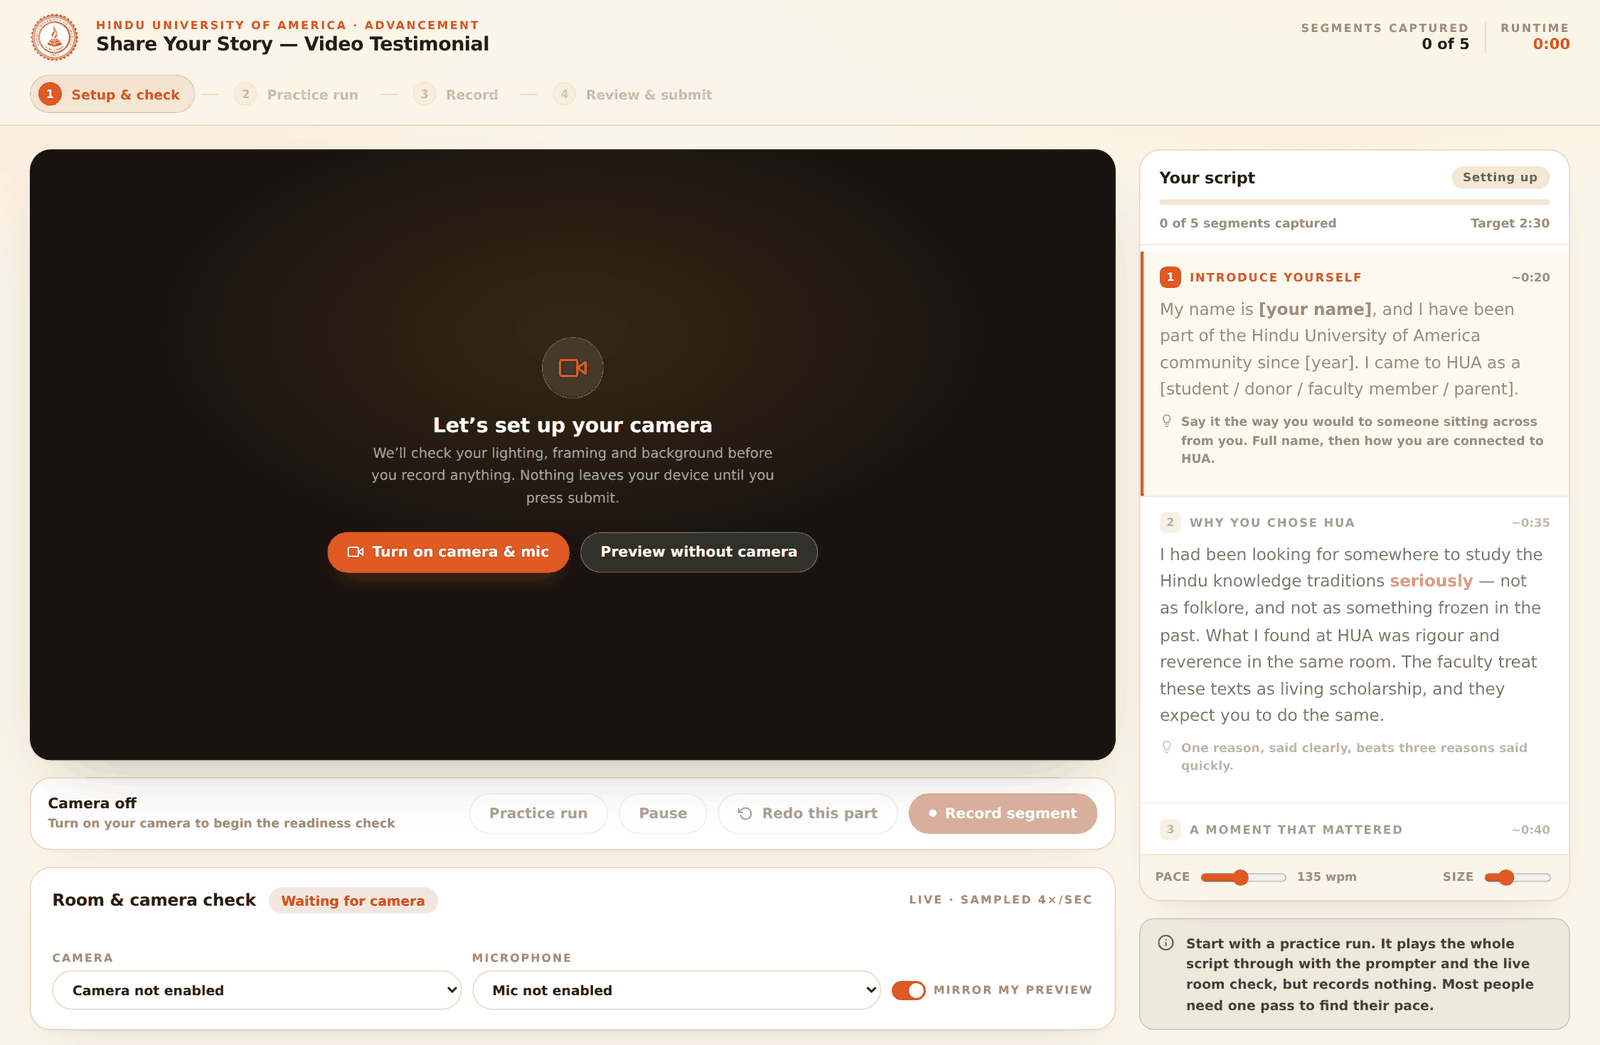 HINDU UNIVERSITY OF AMERICA · ADVANCEMENT
Share Your Story — Video Testimonial
SEGMENTS CAPTURED
0 of 5
RUNTIME
0:00
1 Setup & check
2 Practice run
3 Record
4 Review & submit
Let’s set up your camera
We’ll check your lighting, framing and background before
you record anything. Nothing leaves your device until you
press submit.
Turn on camera & mic
Preview without camera
Camera off
Turn on your camera to begin the readiness check
Practice run
Pause
Redo this part
Record segment
Room & camera check
Waiting for camera
LIVE · SAMPLED 4×/SEC
CAMERA
Camera not enabled
MICROPHONE
Mic not enabled
MIRROR MY PREVIEW
Your script
Setting up
0 of 5 segments captured
Target 2:30
1 INTRODUCE YOURSELF ~0:20
My name is [your name], and I have been
part of the Hindu University of America
community since [year]. I came to HUA as a
[student / donor / faculty member / parent].
Say it the way you would to someone sitting across
from you. Full name, then how you are connected to
HUA.
2 WHY YOU CHOSE HUA ~0:35
I had been looking for somewhere to study the
Hindu knowledge traditions seriously — not
as folklore, and not as something frozen in the
past. What I found at HUA was rigour and
reverence in the same room. The faculty treat
these texts as living scholarship, and they
expect you to do the same.
One reason, said clearly, beats three reasons said
quickly.
3 A MOMENT THAT MATTERED ~0:40
PACE 135 wpm
SIZE
Start with a practice run. It plays the whole
script through with the prompter and the live
room check, but records nothing. Most people
need one pass to find their pace.